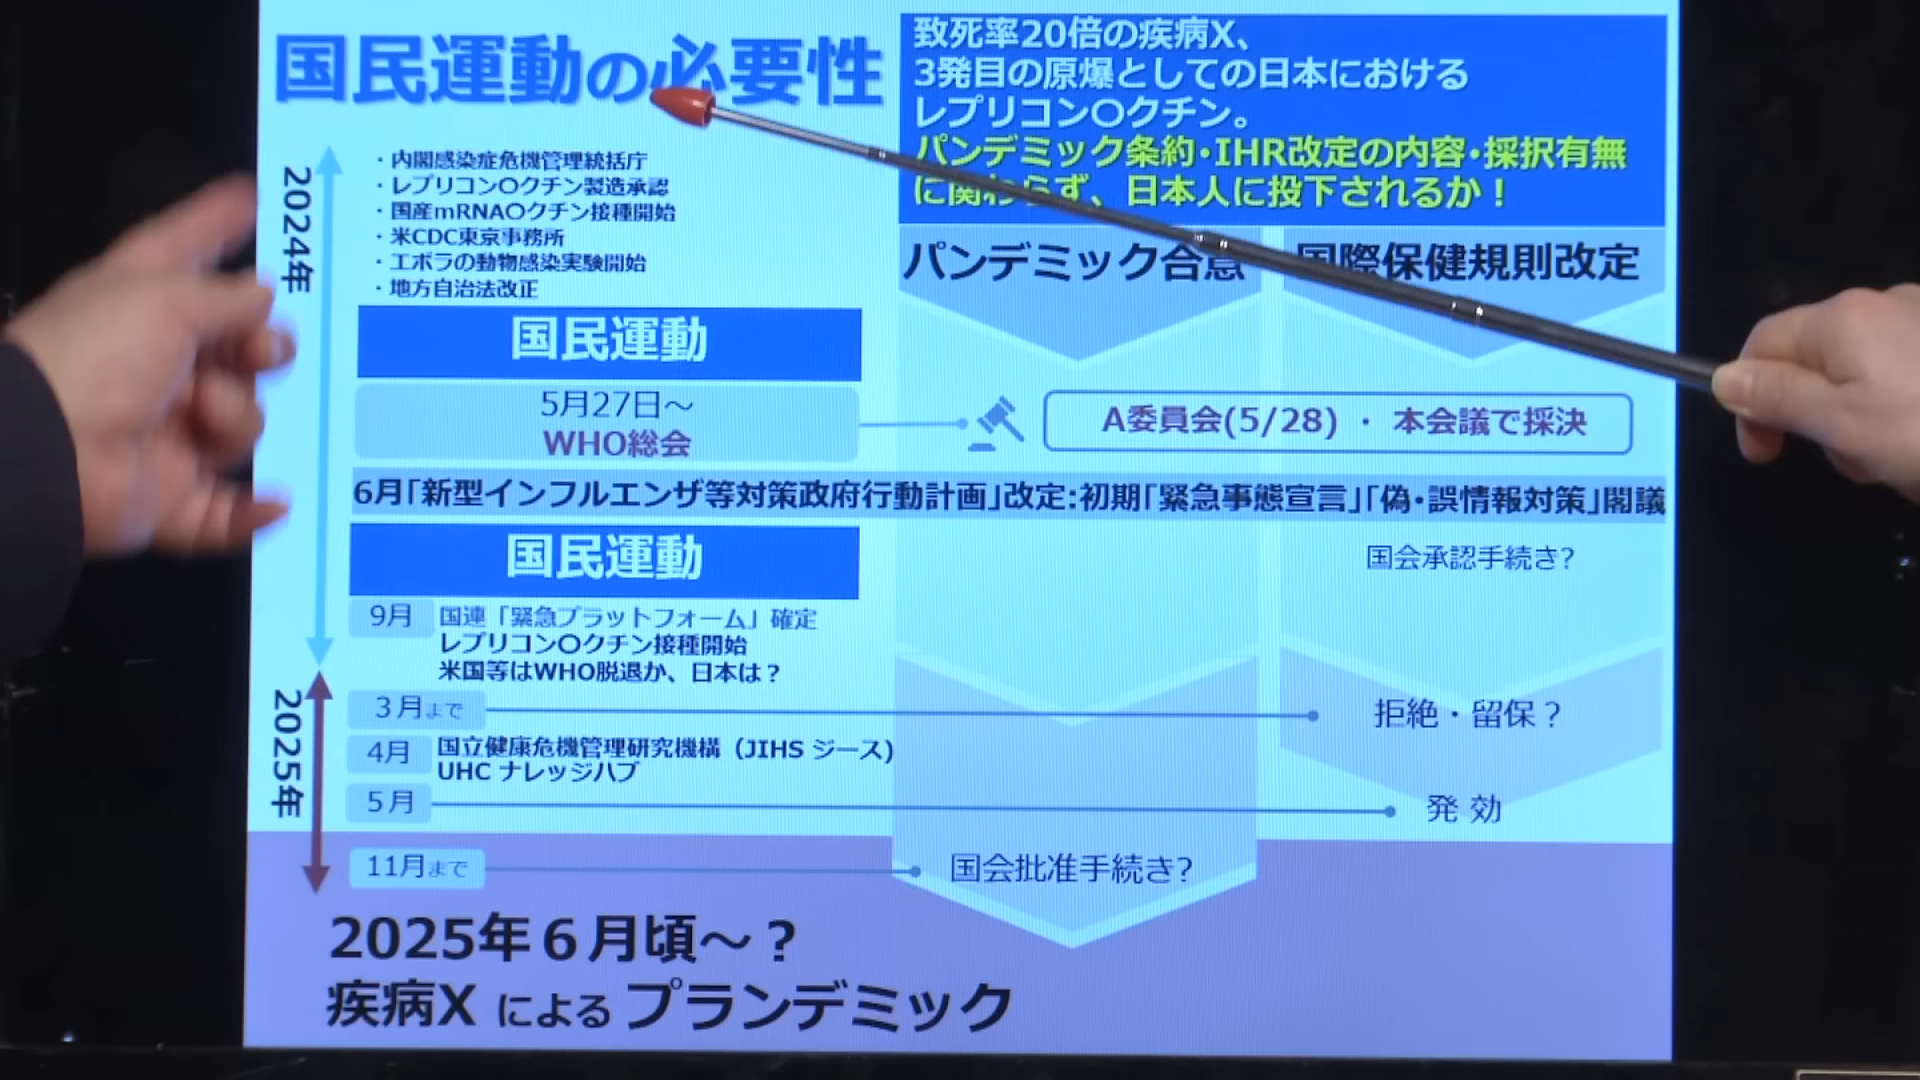 国民運動の必要性
致死率20倍の疾病X、
3発目の原爆としての日本における
レプリコン〇クチン。
パンデミック条約・IHR改定の内容・採択有無
に関わらず、日本人に投下されるか！
2024年
・内閣感染症危機管理統括庁
・レプリコン〇クチン製造承認
・国産mRNA〇クチン接種開始
・米CDC東京事務所
・エボラの動物感染実験開始
・地方自治法改正
パンデミック合意
国際保健規則改定
国民運動
5月27日～
WHO総会
A委員会(5/28) ・ 本会議で採決
6月「新型インフルエンザ等対策政府行動計画」改定:初期「緊急事態宣言」「偽・誤情報対策」閣議
国民運動
国会承認手続き?
9月 国連「緊急プラットフォーム」確定
レプリコン〇クチン接種開始
米国等はWHO脱退か、日本は？
2025年
３月まで
拒絶・留保？
4月 国立健康危機管理研究機構（JIHS ジース)
UHC ナレッジハブ
5月
発 効
11月まで
国会批准手続き?
2025年６月頃～？
疾病X による プランデミック